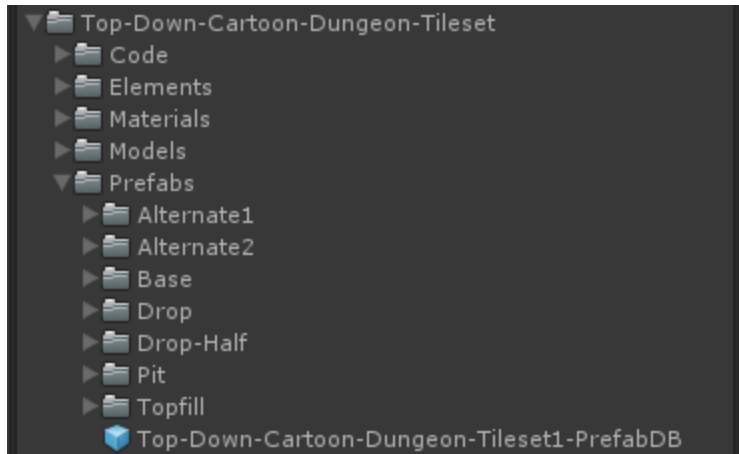 Top-Down-Cartoon-Dungeon-Tileset
Code
Elements
Materials
Models
Prefabs
Alternate1
Alternate2
Base
Drop
Drop-Half
Pit
Topfill
Top-Down-Cartoon-Dungeon-Tileset1-PrefabDB